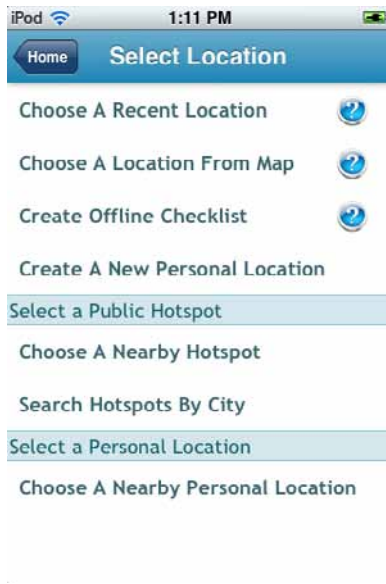 iPod 1:11 PM
Home Select Location
Choose A Recent Location ?
Choose A Location From Map ?
Create Offline Checklist ?
Create A New Personal Location
Select a Public Hotspot
Choose A Nearby Hotspot
Search Hotspots By City
Select a Personal Location
Choose A Nearby Personal Location